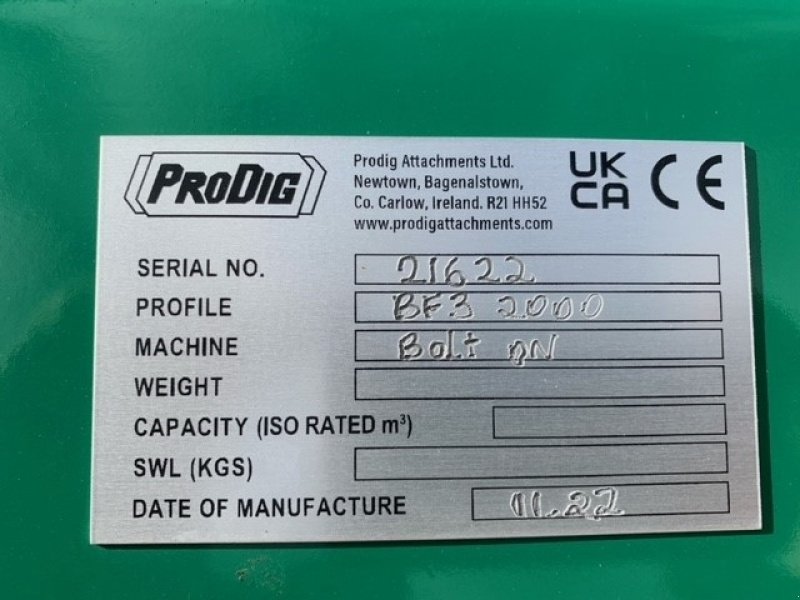 PRODIG
Prodig Attachments Ltd.
Newtown, Bagenalstown,
Co. Carlow, Ireland. R21 HH52
www.prodigattachments.com
UK
CA
CE
SERIAL NO. 21622
PROFILE BF3 2000
MACHINE Bolt ON
WEIGHT
CAPACITY (ISO RATED m³)
SWL (KGS)
DATE OF MANUFACTURE 11.22